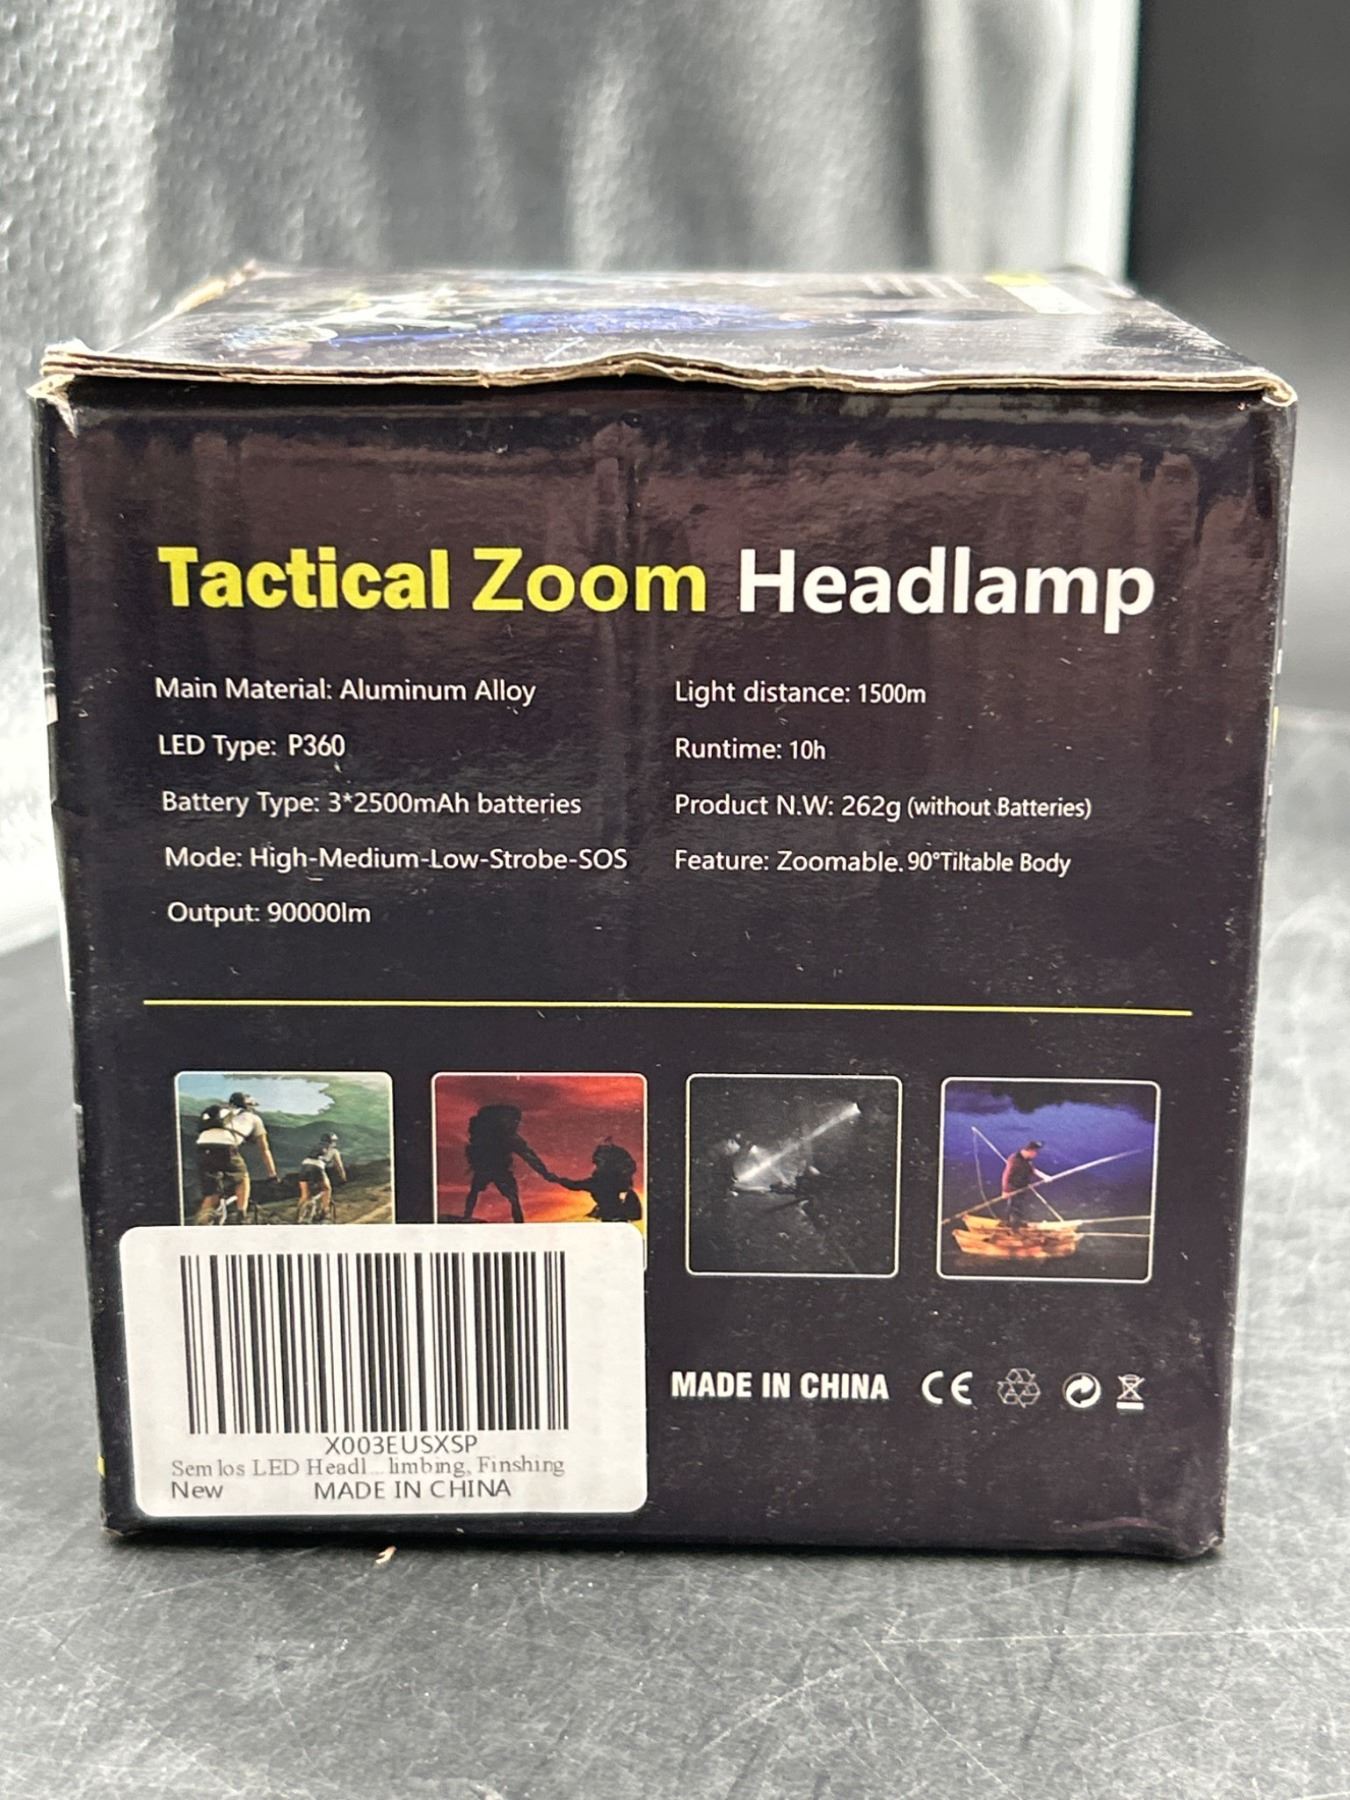 Tactical Zoom Headlamp
Main Material: Aluminum Alloy
LED Type: P360
Battery Type: 3*2500mAh batteries
Mode: High-Medium-Low-Strobe-SOS
Output: 90000lm
Light distance: 1500m
Runtime: 10h
Product N.W: 262g (without Batteries)
Feature: Zoomable. 90°Tiltable Body
MADE IN CHINA CE
X003EUSXSP
Sem los LED Headl... limbing, Finshing
New MADE IN CHINA